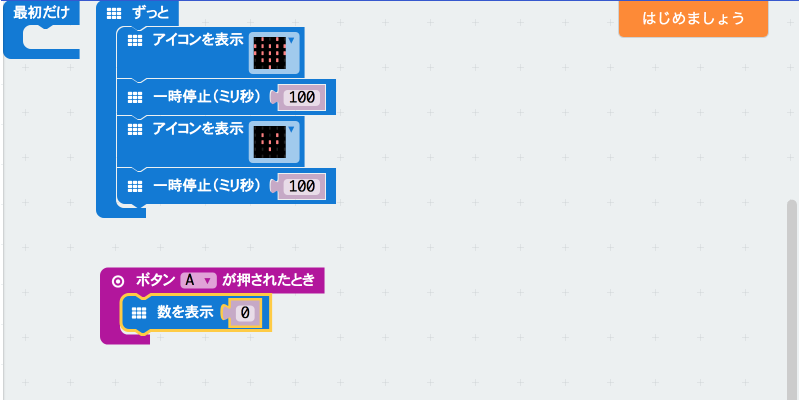 最初だけ
ずっと
はじめましょう
アイコンを表示
一時停止(ミリ秒) 100
アイコンを表示
一時停止(ミリ秒) 100
ボタン A が押されたとき
数を表示 0